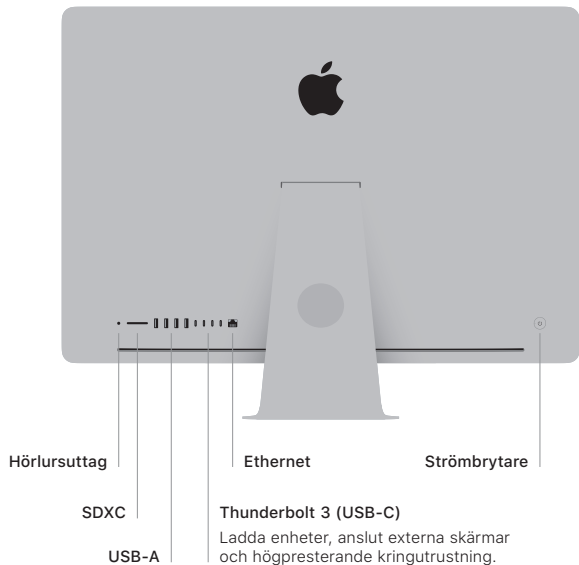 Hörlursuttag
Ethernet
Strömbrytare
SDXC
Thunderbolt 3 (USB-C)
Ladda enheter, anslut externa skärmar
och högpresterande kringutrustning.
USB-A